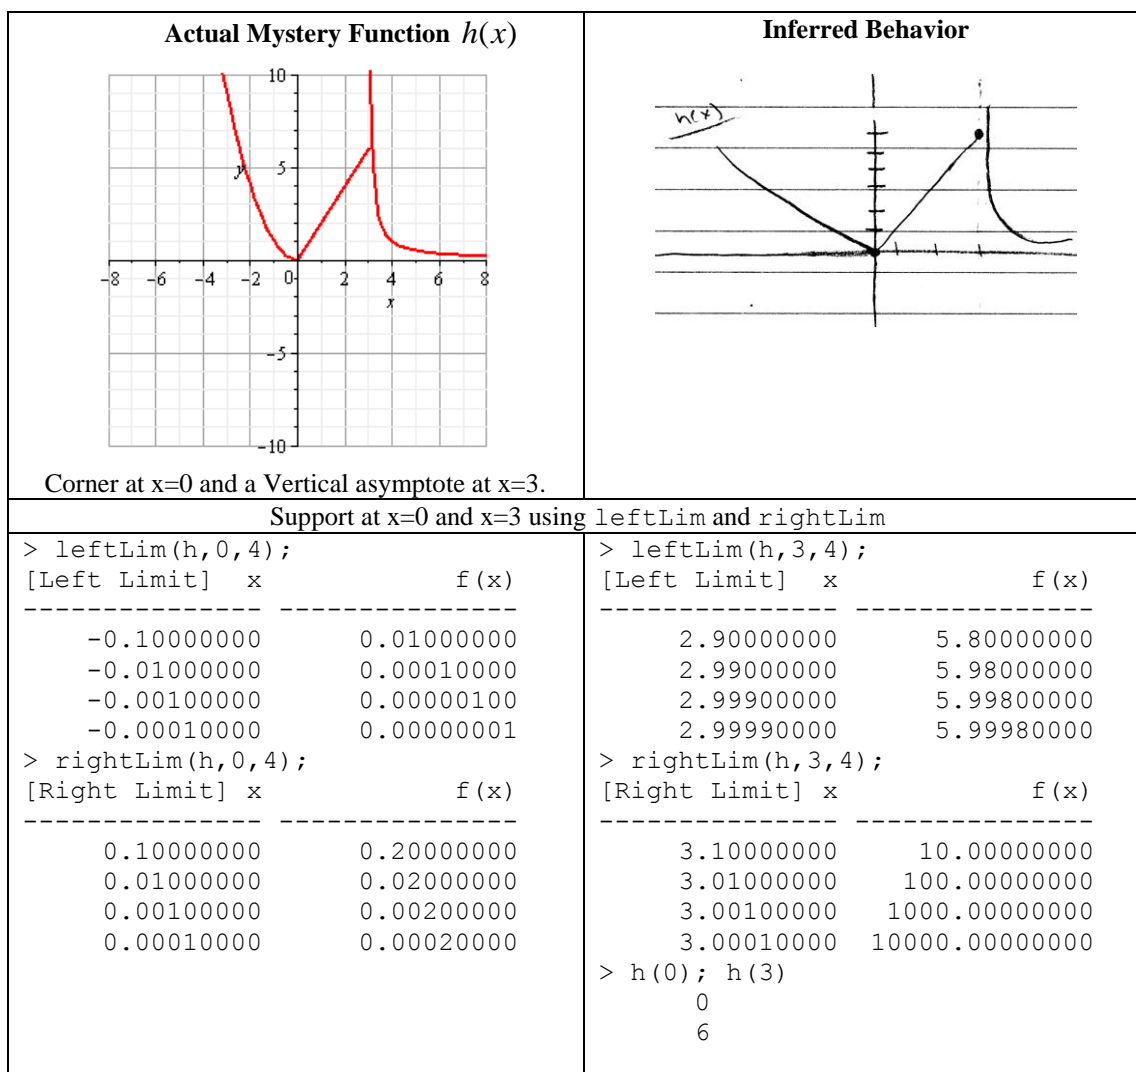 Actual Mystery Function h(x)
Inferred Behavior
10
y
5
-8 -6 -4 -2 0 2 4 6 8
x
-5
-10
h(x)
Corner at x=0 and a Vertical asymptote at x=3.
Support at x=0 and x=3 using leftLim and rightLim
> leftLim(h,0,4);
[Left Limit] x f(x)
--------------- ---------------
-0.10000000 0.01000000
-0.01000000 0.00010000
-0.00100000 0.00000100
-0.00010000 0.00000001
> rightLim(h,0,4);
[Right Limit] x f(x)
--------------- ---------------
0.10000000 0.20000000
0.01000000 0.02000000
0.00100000 0.00200000
0.00010000 0.00020000
> leftLim(h,3,4);
[Left Limit] x f(x)
--------------- ---------------
2.90000000 5.80000000
2.99000000 5.98000000
2.99900000 5.99800000
2.99990000 5.99980000
> rightLim(h,3,4);
[Right Limit] x f(x)
--------------- ---------------
3.10000000 10.00000000
3.01000000 100.00000000
3.00100000 1000.00000000
3.00010000 10000.00000000
> h(0); h(3)
0
6